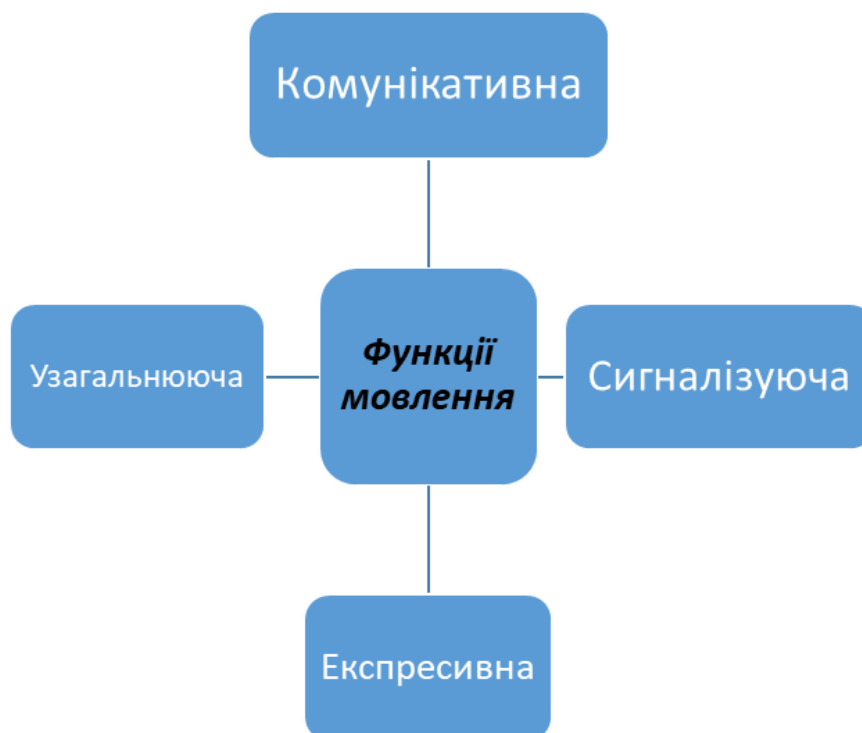 Комунікативна
Узагальнююча
Функції
мовлення
Сигналізуюча
Експресивна